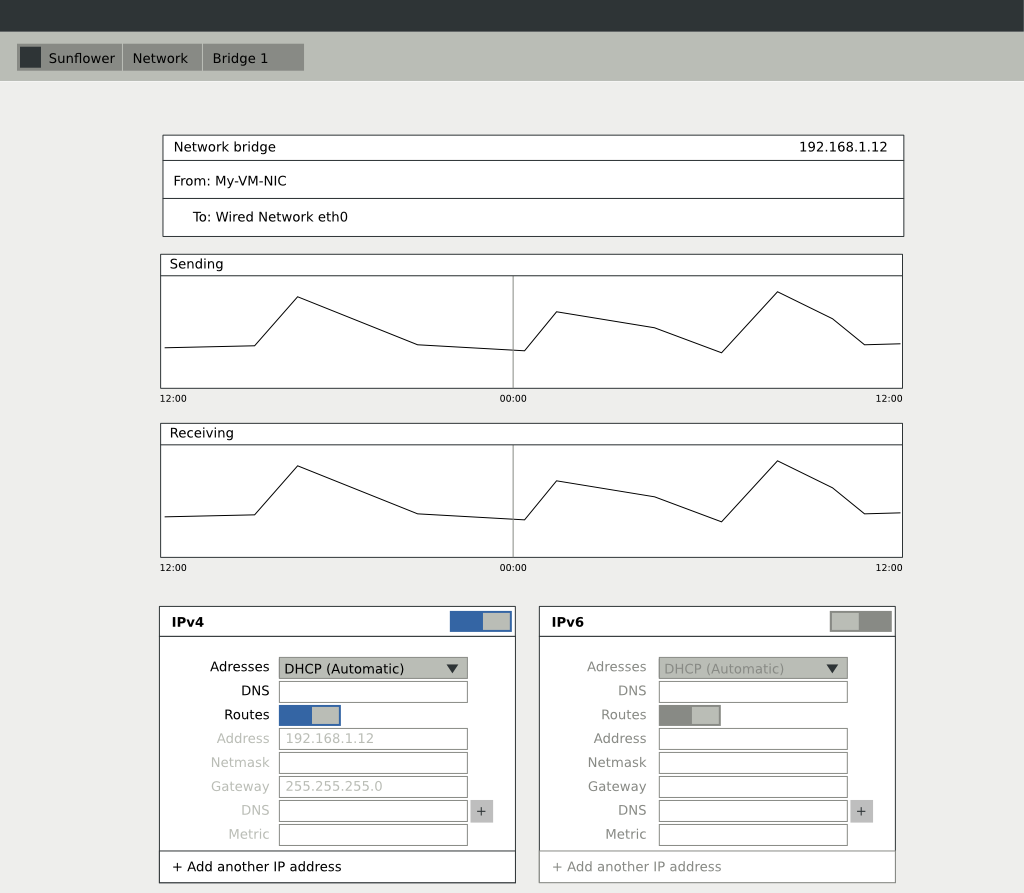 Sunflower Network Bridge 1
Network bridge 192.168.1.12
From: My-VM-NIC
To: Wired Network eth0
Sending
12:00 00:00 12:00
Receiving
12:00 00:00 12:00
IPv4
Adresses DHCP (Automatic)
DNS
Routes
Address 192.168.1.12
Netmask
Gateway 255.255.255.0
DNS +
Metric
+ Add another IP address
IPv6
Adresses DHCP (Automatic)
DNS
Routes
Address
Netmask
Gateway
DNS +
Metric
+ Add another IP address